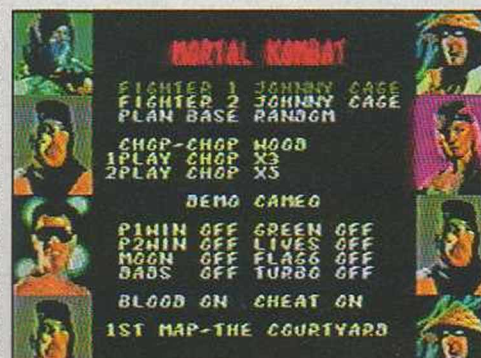 MORTAL KOMBAT
FIGHTER 1 JOHNNY CAGE
FIGHTER 2 JOHNNY CAGE
PLAN BASE RANDOM
CHOP-CHOP WOOD
1PLAY CHOP X3
2PLAY CHOP X5
DEMO CAMEO
P1WIN OFF GREEN OFF
P2WIN OFF LIVES OFF
MOON OFF FLAGG OFF
DADS OFF TURBO OFF
BLOOD ON CHEAT ON
1ST MAP-THE COURTYARD